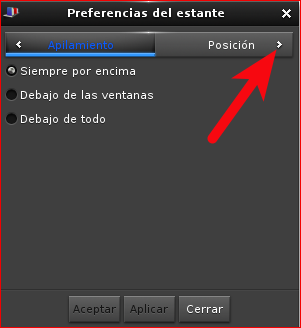 Preferencias del estante
Apilamiento Posición
Siempre por encima
Debajo de las ventanas
Debajo de todo
Aceptar Aplicar Cerrar